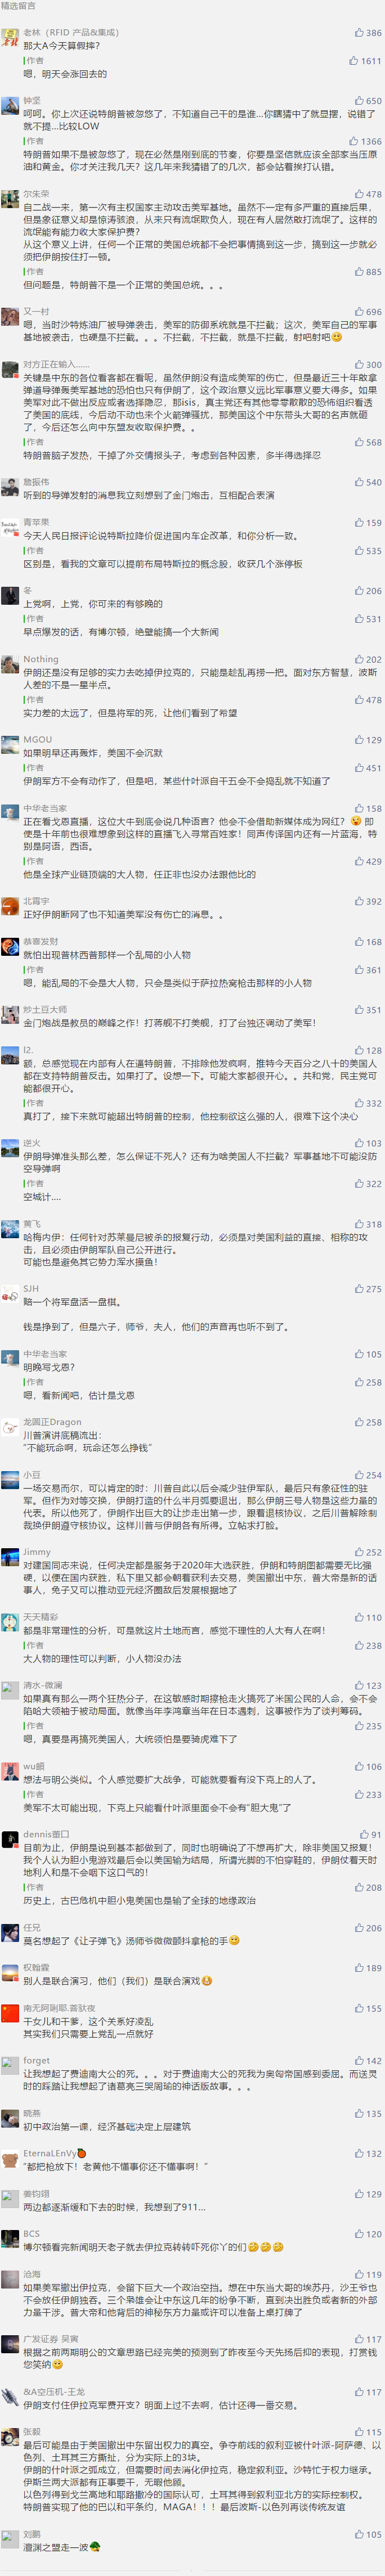 精选留言
老林（RFID 产品&集成） 386
那大A今天算假摔？
作者 1611
嗯，明天会涨回去的
钟坚 650
呵呵。你上次还说特朗普被忽悠了，不知道自己干的是谁...你瞎猜中了就显摆，说错了
就不提...比较LOW
作者 1366
特朗普如果不是被忽悠了，现在必然是刚到底的节奏，你要是坚信就应该全部家当压原
油和黄金。你才关注我几天？这几年来我猜错了的几次，都会站着挨打认错。
尔朱荣 478
自二战一来，第一次有主权国家主动攻击美军基地。虽然不一定有多严重的直接后果，
但是象征意义却是惊涛骇浪，从来只有流氓欺负人，现在有人居然敢打流氓了。这样的
流氓能有能力收大家保护费？
从这个意义上讲，任何一个正常的美国总统都不会把事情搞到这一步，搞到这一步就必
须把伊朗按住打一顿。
作者 885
但问题是，特朗普不是一个正常的美国总统。。。
又一村 696
嗯，当时沙特炼油厂被导弹袭击，美军的防御系统就是不拦截；这次，美军自己的军事
基地被袭击，也硬是不拦截。。。不拦截，不拦截，就是不拦截，射吧射吧
对方正在输入...... 300
关键是中东的各位看客都在看呢，虽然伊朗没有造成美军的伤亡，但是最近三十年敢拿
弹道导弹轰美军基地的恐怕也只有伊朗了，这个政治意义远比军事意义要大得多。如果
美军对此不做出反应或者选择隐忍，那isis，真主党还有其他零零散散的恐怖组织看透
了美国的底线，今后动不动也来个火箭弹骚扰，那美国这个中东带头大哥的名声就砸
了，今后还怎么向中东盟友收取保护费。。
作者 568
特朗普脑子发热，干掉了外交情报头子，考虑到各种因素，多半得选择忍
詹振伟 540
听到的导弹发射的消息我立刻想到了金门炮击，互相配合表演
青苹果 159
今天人民日报评论说特斯拉降价促进国内车企改革，和你分析一致。
作者 535
区别是，看我的文章可以提前布局特斯拉的概念股，收获几个涨停板
冬 206
上党啊，上党，你可来的有够晚的
作者 531
早点爆发的话，有博尔顿，绝壁能搞一个大新闻
Nothing 202
伊朗还是没有足够的实力去吃掉伊拉克的，只能是趁乱再捞一把。面对东方智慧，波斯
人差的不是一星半点。
作者 478
实力差的太远了，但是将军的死，让他们看到了希望
MGOU 129
如果明早还再轰炸，美国不会沉默
作者 451
伊朗军方不会有动作了，但是吧，某些什叶派自干五会不会捣乱就不知道了
中华老当家 158
正在看戈恩直播，这位大牛到底会说几种语言？他会不会借助新媒体成为网红？ 即
使是十年前也很难想象到这样的直播飞入寻常百姓家！同声传译国内还有一片蓝海，特
别是阿语，西语。
作者 429
他是全球产业链顶端的大人物，任正非也没办法跟他比的
北霄宇 392
正好伊朗断网了也不知道美军没有伤亡的消息。。
恭喜发财 168
就怕出现普林西普那样一个乱局的小人物
作者 361
嗯，能乱局的不会是大人物，只会是类似于萨拉热窝枪击那样的小人物
炒土豆大师 351
金门炮战是教员的巅峰之作！打蒋舰不打美舰，打了台独还调动了美军！
l2. 128
额，总感觉现在内部有人在逼特朗普，不排除他发疯啊，推特今天百分之八十的美国人
都在支持特朗普反击。如果打了。设想一下。可能大家都很开心。。共和党，民主党可
能都很开心。
作者 332
真打了，接下来就可能超出特朗普的控制，他控制欲这么强的人，很难下这个决心
逆火 103
伊朗导弹准头那么差，怎么保证不死人？还有为啥美国人不拦截？军事基地不可能没防
空导弹啊
作者 322
空城计....
黄飞 318
哈梅内伊：任何针对苏莱曼尼被杀的报复行动，必须是对美国利益的直接、相称的攻
击，且必须由伊朗军队自己公开进行。
可能也是避免其它势力浑水摸鱼！
SJH 275
赔一个将军盘活一盘棋。
钱是挣到了，但是六子，师爷，夫人，他们的声音再也听不到了。
中华老当家 105
明晚写戈恩？
作者 258
嗯，看新闻吧，估计是戈恩
龙圆正Dragon 258
川普演讲底稿流出：
“不能玩命啊，玩命还怎么挣钱”
小豆 254
一场交易而尔，可以肯定的时：川普自此以后会减少驻伊军队，最后只有象征性的驻
军。但作为对等交换，伊朗打造的什么半月弧要退出，那么伊朗三号人物是这些力量的
代表。所以他死了，伊朗作出巨大的让步走出第一步，跟着退核协议，之后川普解除制
裁换伊朗遵守核协议。这样川普与伊朗各有所得。立帖求打脸。
Jimmy 252
对建国同志来说，任何决定都是服务于2020年大选获胜，伊朗和特朗图都需要无比强
硬，以便在国内获胜，私下里又都会朝着获利去交易，美国撤出中东，普大帝是新的话
事人，兔子又可以推动亚元经济圈敌后发展根据地了
天天精彩 110
都是非常理性的分析，可是就这片土地而言，感觉不理性的人大有人在啊！
作者 238
大人物的理性可以判断，小人物没办法
清水-微澜 123
如果真有那么一两个狂热分子，在这敏感时期擦枪走火搞死了米国公民的人命，会不会
陷哈大领袖于被动局面。就像当年李鸿章当年在日本遇刺，这事被作为了谈判筹码。
作者 235
嗯，真要是再搞死美国人，大统领怕是要骑虎难下了
wu皕 106
想法与明公类似。个人感觉要扩大战争，可能就要看有没下克上的人了。
作者 233
美军不太可能出现，下克上只能看什叶派里面会不会有“胆大鬼”了
dennis董囗 91
目前为止，伊朗是说到基本都做到了，同时也明确说了不想再扩大，除非美国又报复！
我个人认为胆小鬼游戏最后会以美国输为结局，所谓光脚的不怕穿鞋的，伊朗仗着天时
地利人和是不会咽下这口气的！
作者 208
历史上，古巴危机中胆小鬼美国也是输了全球的地缘政治
任兄 206
莫名想起了《让子弹飞》汤师爷微微颤抖拿枪的手
权翰霖 189
别人是联合演习，他们（我们）是联合演戏
南无阿唎耶.菩驮夜 155
干女儿和干爹，这个关系好凌乱
其实我们只需要上党乱一点就好
forget 142
让我想起了费迪南大公的死。。。对于费迪南大公的死我为奥匈帝国感到委屈。而送灵
时的踩踏让我想起了诸葛亮三哭周瑜的神话版故事。。。
晓燕 135
初中政治第一课，经济基础决定上层建筑
EternaLEnVy 132
“都把枪放下！老黄他不懂事你还不懂事啊！”
姜钧翊 129
两边都逐渐缓和下去的时候，我想到了911...
BCS 120
博尔顿看完新闻明天老子就去伊拉克转转吓死你丫的们
沧海 119
如果美军撤出伊拉克，会留下巨大一个政治空挡。想在中东当大哥的埃苏丹，沙王爷也
不会放任伊朗独吞。三个枭雄会让中东这几年的纷争不断，直到决出胜负或者新的外部
力量干涉。普大帝和他背后的神秘东方力量或许可以准备上桌打牌了
广发证券 吴寅 117
根据之前两期明公的文章思路已经完美的预测到了昨夜至今天先扬后抑的表现，打赏钱
您笑纳
&A空压机-王龙 117
伊朗支付住伊拉克军费开支？明面上过不去啊，估计还得一番交易。
张毅 115
最后可能是由于美国撤出中东留出权力的真空。争夺前线的叙利亚被什叶派-阿萨德、以
色列、土耳其三方撕扯，分为实际上的3块。
伊朗的什叶派之弧成立，但需要时间去消化伊拉克，稳定叙利亚。沙特忙于权力继承。
伊斯兰两大派都有正事要干，无暇他顾。
以色列得到戈兰高地和耶路撒冷的国际认可，土耳其得到叙利亚北方的实际控制权。
特朗普实现了他的巴以和平条约，MAGA！！！最后波斯-以色列再谈传统友谊
刘鹏 105
澶渊之盟走一波